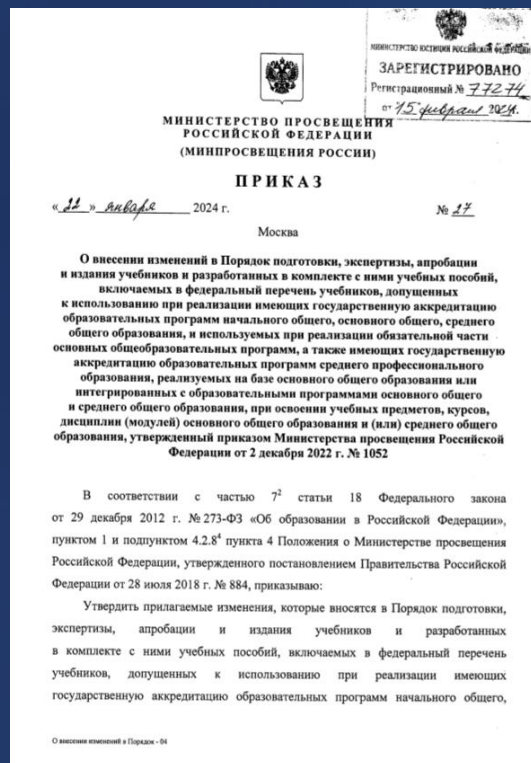 МИНИСТЕРСТВО ЮСТИЦИИ РОССИЙСКОЙ ФЕДЕРАЦИИ
ЗАРЕГИСТРИРОВАНО
Регистрационный № 77274
от "15" февраля 2024.
МИНИСТЕРСТВО ПРОСВЕЩЕНИЯ
РОССИЙСКОЙ ФЕДЕРАЦИИ
(МИНПРОСВЕЩЕНИЯ РОССИИ)
ПРИКАЗ
« 22 » января 2024 г.
№ 27
Москва
О внесении изменений в Порядок подготовки, экспертизы, апробации
и издания учебников и разработанных в комплекте с ними учебных пособий,
включаемых в федеральный перечень учебников, допущенных
к использованию при реализации имеющих государственную аккредитацию
образовательных программ начального общего, основного общего, среднего
общего образования, и используемых при реализации обязательной части
основных общеобразовательных программ, а также имеющих государственную
аккредитацию образовательных программ среднего профессионального
образования, реализуемых на базе основного общего образования или
интегрированных с образовательными программами основного общего
и среднего общего образования, при освоении учебных предметов, курсов,
дисциплин (модулей) основного общего образования и (или) среднего общего
образования, утвержденный приказом Министерства просвещения Российской
Федерации от 2 декабря 2022 г. № 1052
В соответствии с частью 7² статьи 18 Федерального закона
от 29 декабря 2012 г. № 273-ФЗ «Об образовании в Российской Федерации»,
пунктом 1 и подпунктом 4.2.8⁴ пункта 4 Положения о Министерстве просвещения
Российской Федерации, утвержденного постановлением Правительства Российской
Федерации от 28 июля 2018 г. № 884, приказываю:
Утвердить прилагаемые изменения, которые вносятся в Порядок подготовки,
экспертизы, апробации и издания учебников и разработанных
в комплекте с ними учебных пособий, включаемых в федеральный перечень
учебников, допущенных к использованию при реализации имеющих
государственную аккредитацию образовательных программ начального общего,
О внесении изменений в Порядок - 04